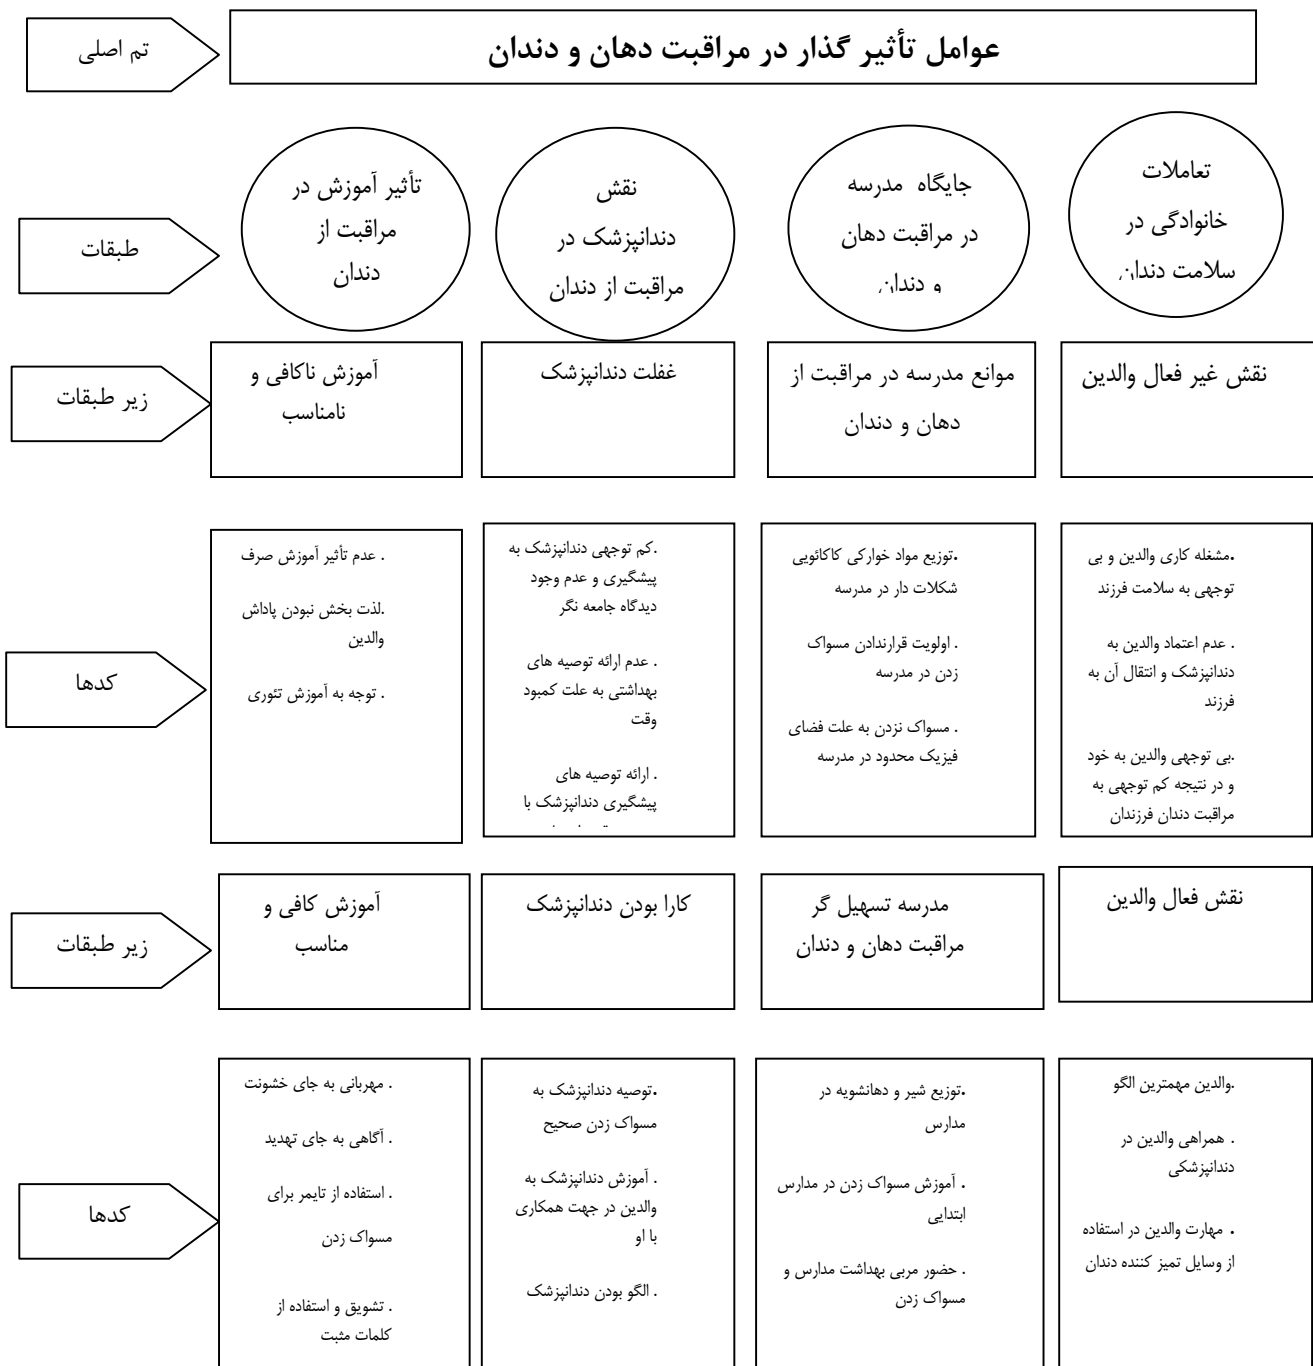 تم اصلی
عوامل تأثیر گذار در مراقبت دهان و دندان
طبقات
تعاملات
خانوادگی در
سلامت دندان
جایگاه مدرسه
در مراقبت دهان
و دندان
نقش
دندانپزشک در
مراقبت از دندان
تأثیر آموزش در
مراقبت از
دندان
زیر طبقات
نقش غیر فعال والدین
موانع مدرسه در مراقبت از
دهان و دندان
غفلت دندانپزشک
آموزش ناکافی و
نامناسب
کدها
.مشغله کاری والدین و بی
توجهی به سلامت فرزند
. عدم اعتماد والدین به
دندانپزشک و انتقال آن به
فرزند
.بی توجهی والدین به خود
و در نتیجه کم توجهی به
مراقبت دندان فرزندان
.توزیع مواد خوارکی کاکائویی
شکلات دار در مدرسه
. اولویت قرارندادن مسواک
زدن در مدرسه
. مسواک نزدن به علت فضای
فیزیک محدود در مدرسه
.کم توجهی دندانپزشک به
پیشگیری و عدم وجود
دیدگاه جامعه نگر
. عدم ارائه توصیه های
بهداشتی به علت کمبود
وقت
. ارائه توصیه های
پیشگیری دندانپزشک با
. عدم تأثیر آموزش صرف
.لذت بخش نبودن پاداش
والدین
. توجه به آموزش تئوری
زیر طبقات
نقش فعال والدین
مدرسه تسهیل گر
مراقبت دهان و دندان
کارا بودن دندانپزشک
آموزش کافی و
مناسب
کدها
.والدین مهمترین الگو
. همراهی والدین در
دندانپزشکی
. مهارت والدین در استفاده
از وسایل تمیز کننده دندان
.توزیع شیر و دهانشویه در
مدارس
. آموزش مسواک زدن در مدارس
ابتدایی
. حضور مربی بهداشت مدارس و
مسواک زدن
.توصیه دندانپزشک به
مسواک زدن صحیح
. آموزش دندانپزشک به
والدین در جهت همکاری
با او
. الگو بودن دندانپزشک
. مهربانی به جای خشونت
. آگاهی به جای تهدید
. استفاده از تایمر برای
مسواک زدن
. تشویق و استفاده از
کلمات مثبت